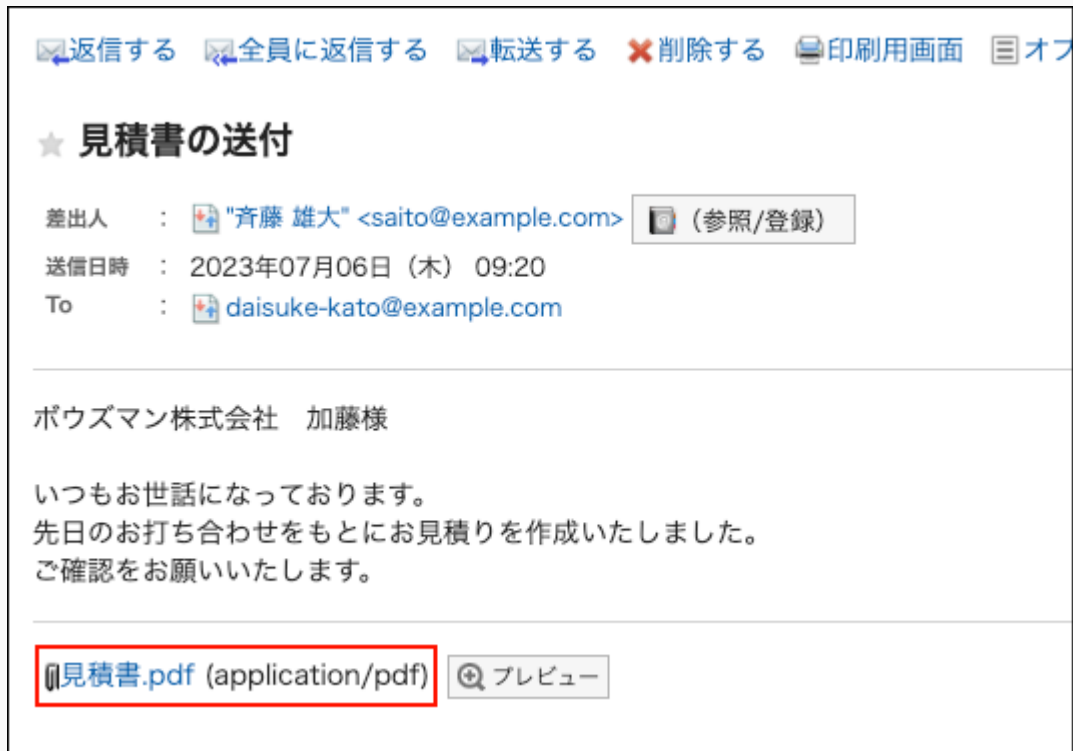 返信する 全員に返信する 転送する 削除する 印刷用画面 オプ
見積書の送付
差出人 : "斉藤 雄大" <saito@example.com> (参照/登録)
送信日時 : 2023年07月06日（木） 09:20
To : daisuke-kato@example.com
ボウズマン株式会社　加藤様
いつもお世話になっております。
先日のお打ち合わせをもとにお見積りを作成いたしました。
ご確認をお願いいたします。
見積書.pdf (application/pdf) プレビュー